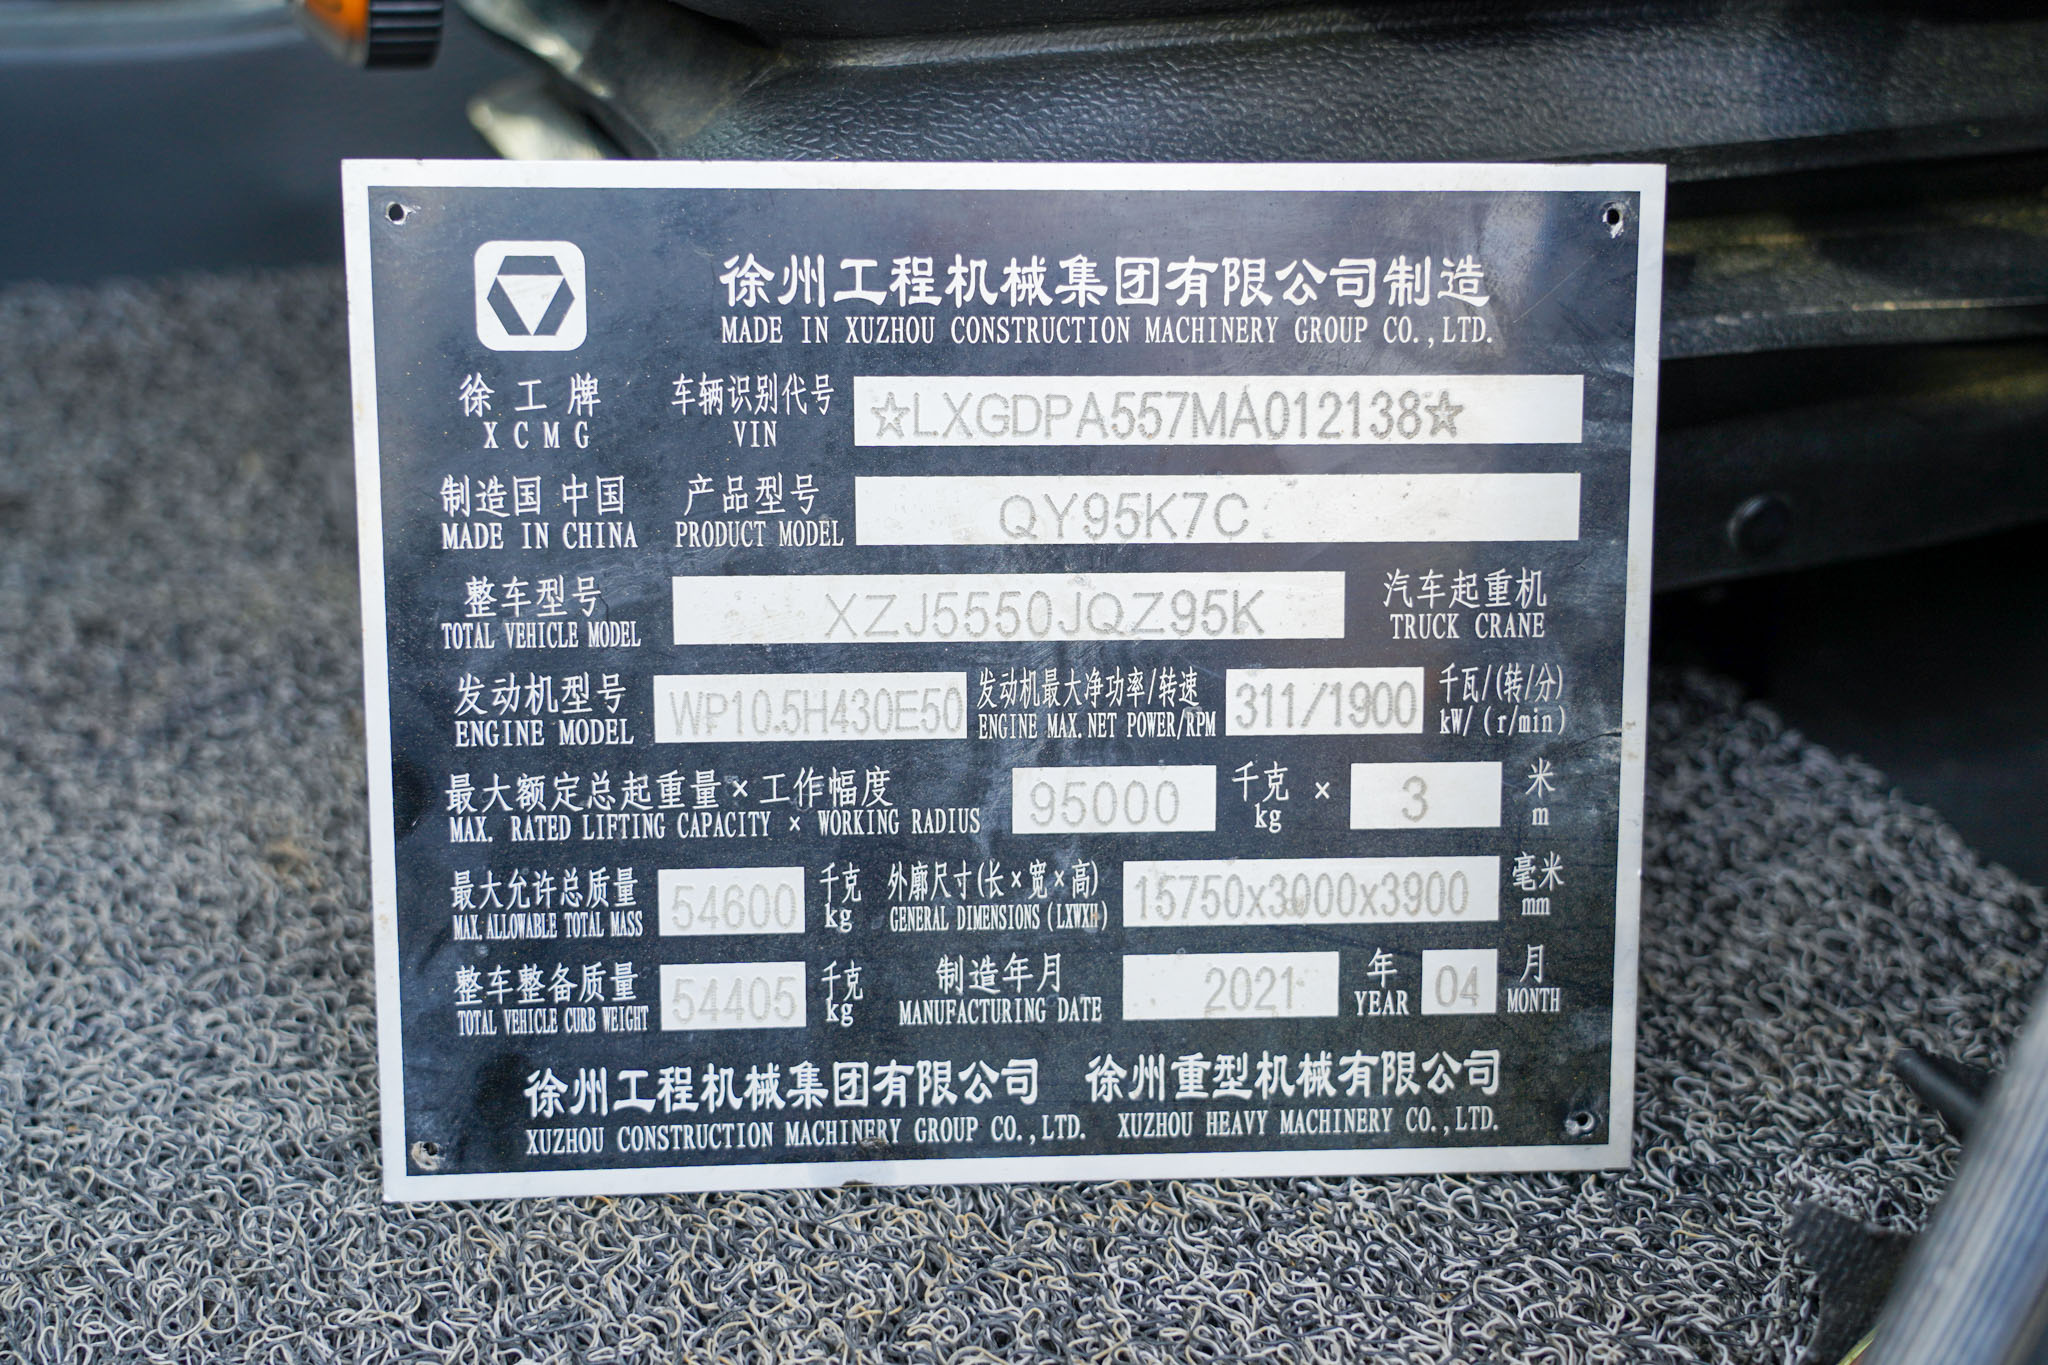 徐州工程机械集团有限公司制造
MADE IN XUZHOU CONSTRUCTION MACHINERY GROUP CO.,LTD.
徐工牌 车辆识别代号 ☆LXGDPA557MA012138☆
XCMG VIN
制造国 中国 产品型号 QY95K7C
MADE IN CHINA PRODUCT MODEL
整车型号 XZJ5550JQZ95K 汽车起重机
TOTAL VEHICLE MODEL TRUCK CRANE
发动机型号 WP10.5H430E50 发动机最大净功率/转速 311/1900 千瓦/(转/分)
ENGINE MODEL ENGINE MAX.NET POWER/RPM kW/(r/min)
最大额定总起重量×工作幅度 95000 千克 × 3 米
MAX. RATED LIFTING CAPACITY × WORKING RADIUS kg m
最大允许总质量 54600 千克 外廓尺寸(长×宽×高) 15750x3000x3900 毫米
MAX.ALLOWABLE TOTAL MASS kg GENERAL DIMENSIONS(LXWXH) mm
整车整备质量 54405 千克 制造年月 2021 年 04 月
TOTAL VEHICLE CURB WEIGHT kg MANUFACTURING DATE YEAR MONTH
徐州工程机械集团有限公司 徐州重型机械有限公司
XUZHOU CONSTRUCTION MACHINERY GROUP CO.,LTD. XUZHOU HEAVY MACHINERY CO.,LTD.